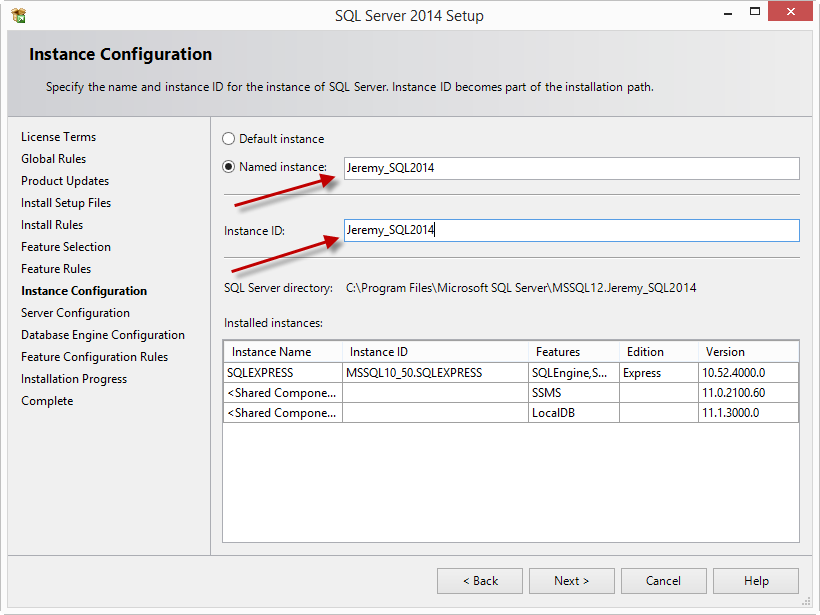 SQL Server 2014 Setup
Instance Configuration
Specify the name and instance ID for the instance of SQL Server. Instance ID becomes part of the installation path.
License Terms
Global Rules
Product Updates
Install Setup Files
Install Rules
Feature Selection
Feature Rules
Instance Configuration
Server Configuration
Database Engine Configuration
Feature Configuration Rules
Installation Progress
Complete
Default instance
Named instance: Jeremy_SQL2014
Instance ID: Jeremy_SQL2014
SQL Server directory: C:\Program Files\Microsoft SQL Server\MSSQL12.Jeremy_SQL2014
Installed instances:
Instance Name Instance ID Features Edition Version
SQLEXPRESS MSSQL10_50.SQLEXPRESS SQLEngine,S... Express 10.52.4000.0
<Shared Compone... SSMS 11.0.2100.60
<Shared Compone... LocalDB 11.1.3000.0
< Back Next > Cancel Help